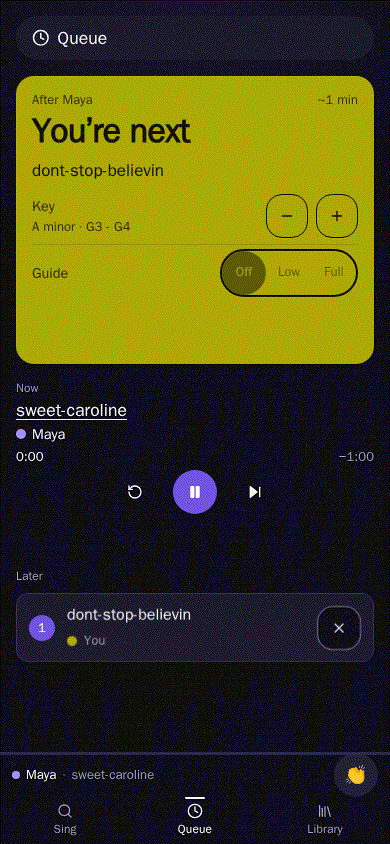 Queue
After Maya
~1 min
You're next
dont-stop-believin
Key
A minor · G3 - G4
Guide
Off Low Full
Now
sweet-caroline
Maya
0:00
−1:00
Later
1
dont-stop-believin
You
Maya · sweet-caroline
Sing
Queue
Library